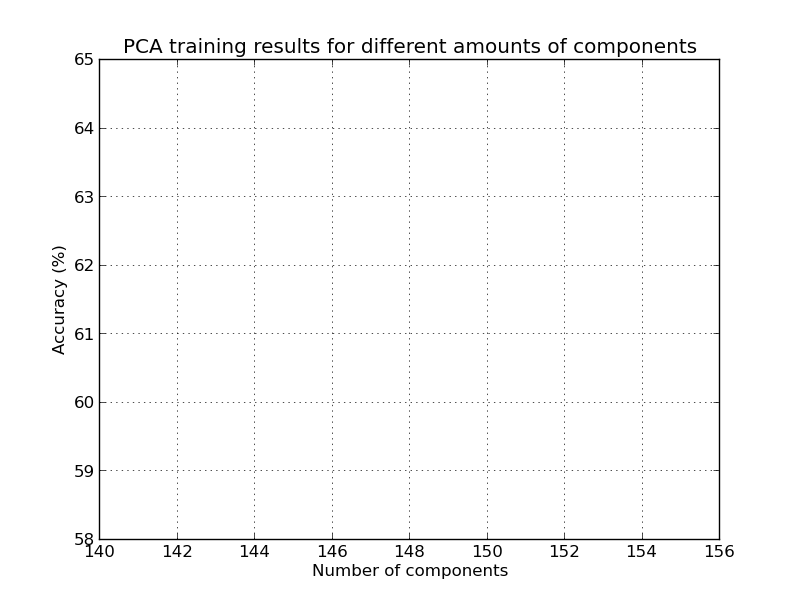 PCA training results for different amounts of components
65
64
63
62
61
60
59
58
Accuracy (%)
140 142 144 146 148 150 152 154 156
Number of components